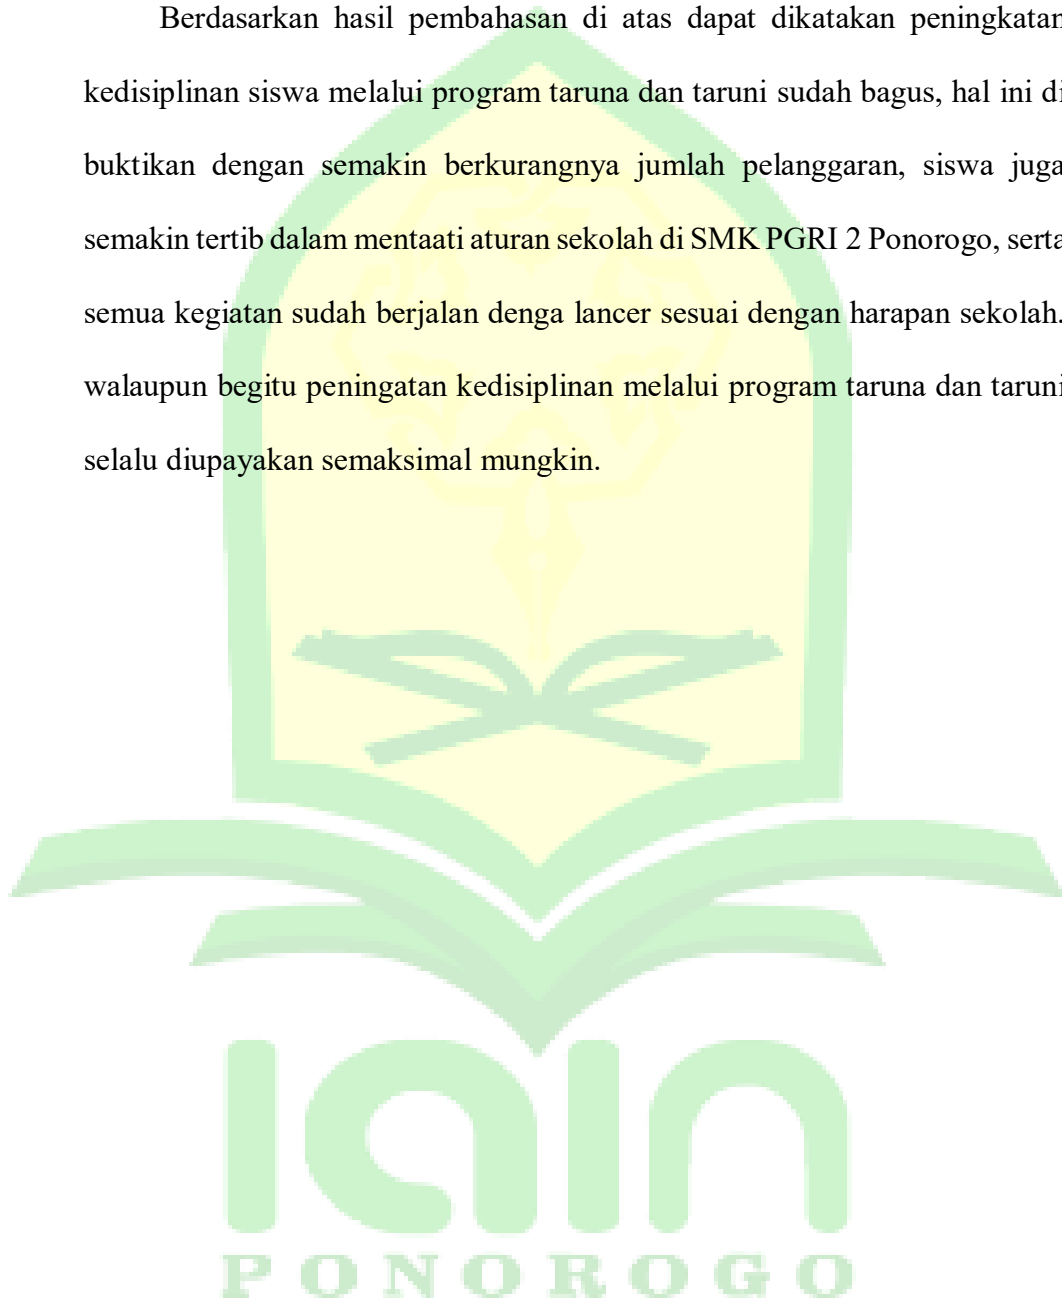 Berdasarkan hasil pembahasan di atas dapat dikatakan peningkatan
kedisiplinan siswa melalui program taruna dan taruni sudah bagus, hal ini di
buktikan dengan semakin berkurangnya jumlah pelanggaran, siswa juga
semakin tertib dalam mentaati aturan sekolah di SMK PGRI 2 Ponorogo, serta
semua kegiatan sudah berjalan denga lancer sesuai dengan harapan sekolah.
walaupun begitu peningatan kedisiplinan melalui program taruna dan taruni
selalu diupayakan semaksimal mungkin.
iain
PONOROGO